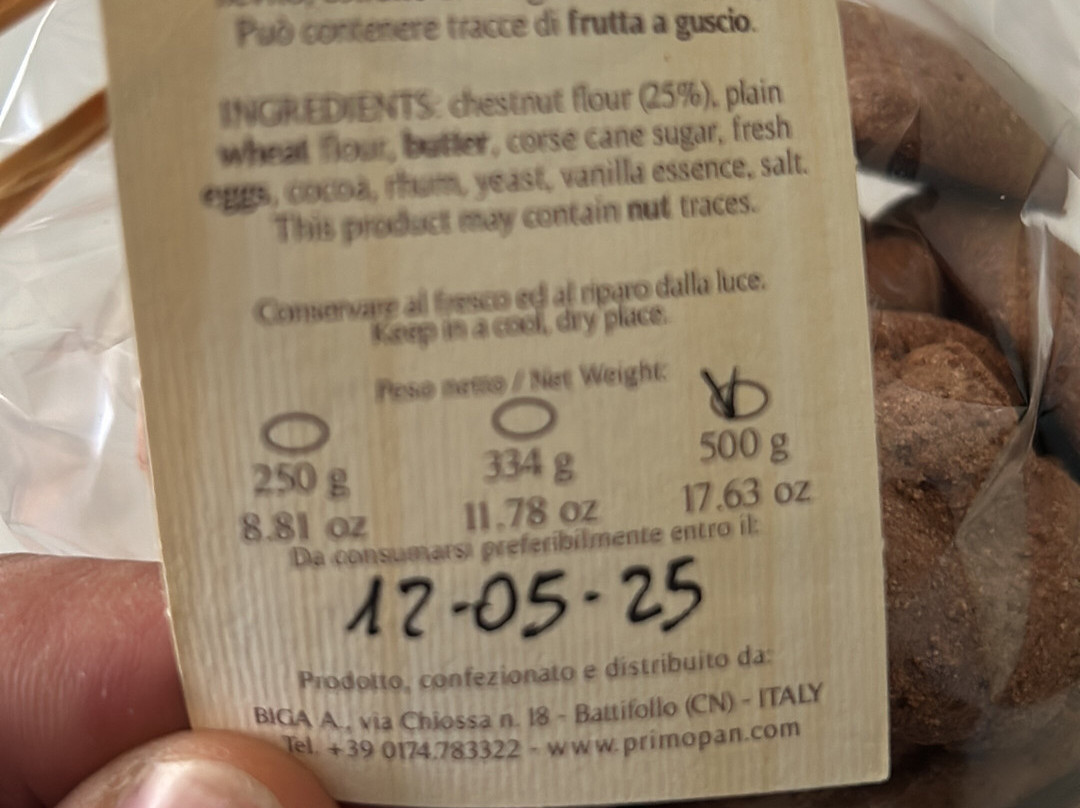 Può contenere tracce di frutta a guscio.
INGREDIENTS: chestnut flour (25%), plain
wheat flour, butter, corse cane sugar, fresh
eggs, cocoa, rhum, yeast, vanilla essence, salt.
This product may contain nut traces.
Conservare al fresco ed al riparo dalla luce.
Keep in a cool, dry place.
Peso netto / Net Weight:
250 g 334 g 500 g
8.81 oz 11.78 oz 17.63 oz
Da consumarsi preferibilmente entro il:
12-05-25
Prodotto, confezionato e distribuito da:
BIGA A., via Chiossa n. 18 - Battifollo (CN) - ITALY
Tel. +39 0174.783322 - www.primopan.com